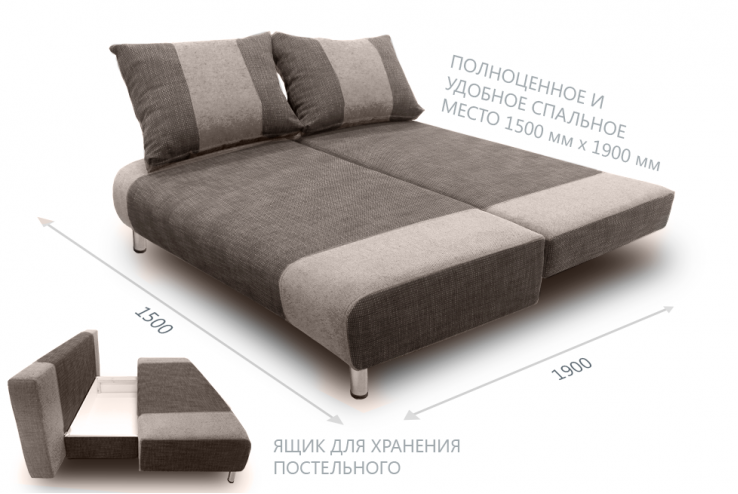 ПОЛНОЦЕННОЕ И
УДОБНОЕ СПАЛЬНОЕ
МЕСТО 1500 мм х 1900 мм
1500
1900
ЯЩИК ДЛЯ ХРАНЕНИЯ
ПОСТЕЛЬНОГО